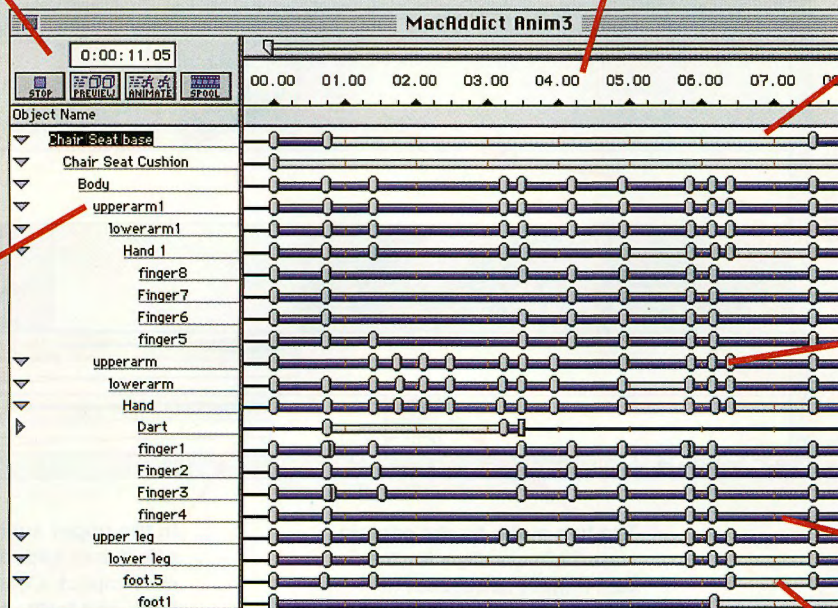 MacAddict Anim3
0:00:11.05
STOP PREVIEW ANIMATE SPOOL
00.00 01.00 02.00 03.00 04.00 05.00 06.00 07.00
Object Name
Chair Seat base
Chair Seat Cushion
Body
upperarm1
lowerarm1
Hand 1
finger8
Finger7
Finger6
finger5
upperarm
lowerarm
Hand
Dart
finger1
Finger2
Finger3
finger4
upper leg
lower leg
foot.5
foot1